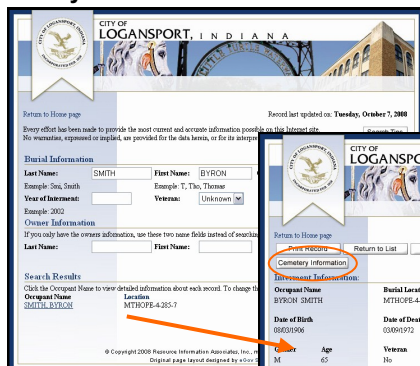 CITY OF
LOGANSPORT, INDIANA
Return to Home page
Record last updated on: Tuesday, October 7, 2008
Every effort has been made to provide the most current and accurate information possible on this Internet site.
No warranties, expressed or implied, are provided for the data herein, or for its interpre
Burial Information
Last Name: SMITH First Name: BYRON
Example: Smi, Smith Example: T, Tho, Thomas
Year of Interment: Veteran: Unknown
Example: 2002
Owner Information
If you only have the owners information, use these two name fields instead of searchin
Last Name: First Name:
Search Results
Click the Occupant Name to view detailed information about each record. To change th
Occupant Name Location
SMITH, BYRON MTHOPE-4-285-7
© Copyright 2008 Resource Information Associates, Inc.,
Original page layout designed by eGov S
CITY OF
LOGANSPO
Return to Home page
Print Record Return to List
Cemetery Information
Interment Information:
Occupant Name Burial Locat
BYRON SMITH MTHOPE-4-
Date of Birth Date of Deat
08/03/1906 03/09/1972
Gender Age Veteran
M 65 No